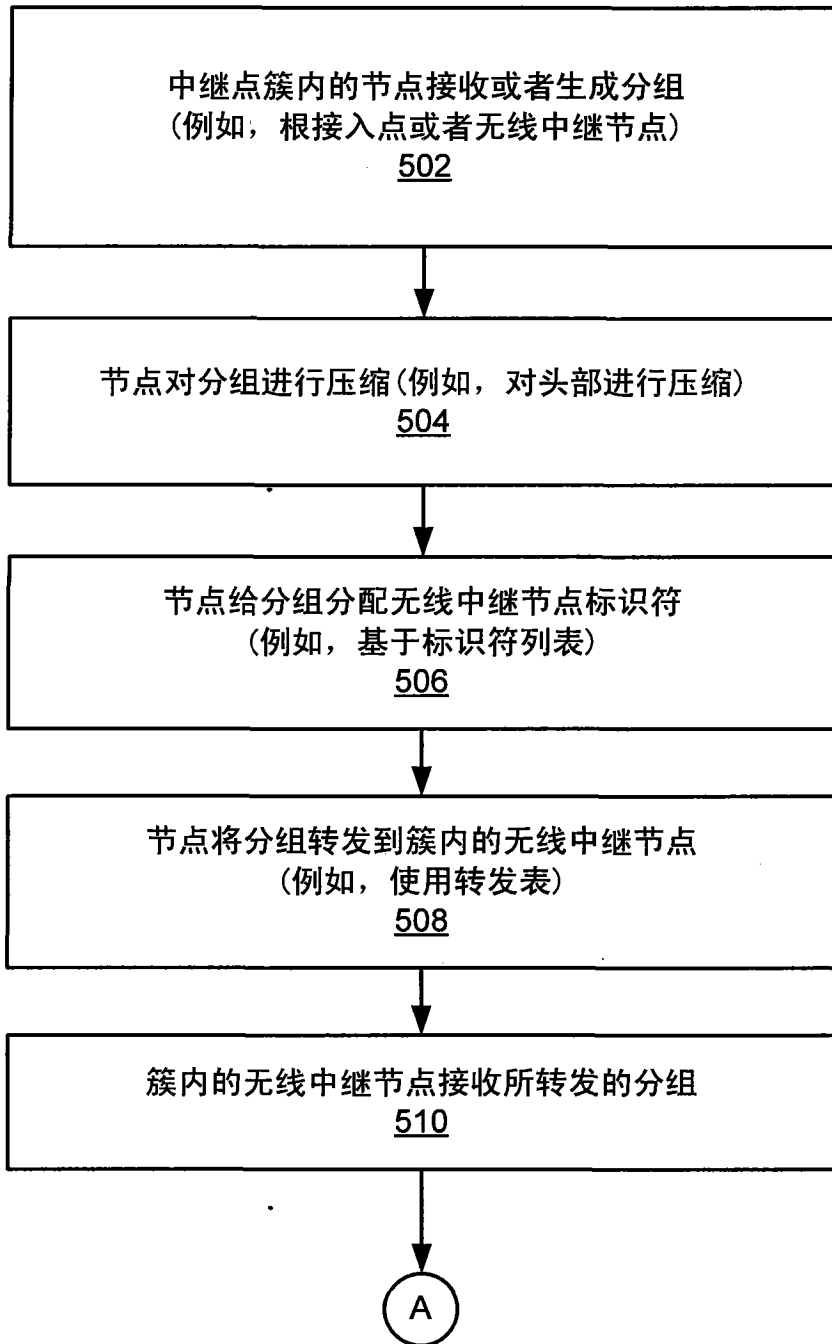 中继点簇内的节点接收或者生成分组
(例如，根接入点或者无线中继节点)
502
节点对分组进行压缩(例如，对头部进行压缩)
504
节点给分组分配无线中继节点标识符
(例如，基于标识符列表)
506
节点将分组转发到簇内的无线中继节点
(例如，使用转发表)
508
簇内的无线中继节点接收所转发的分组
510
A